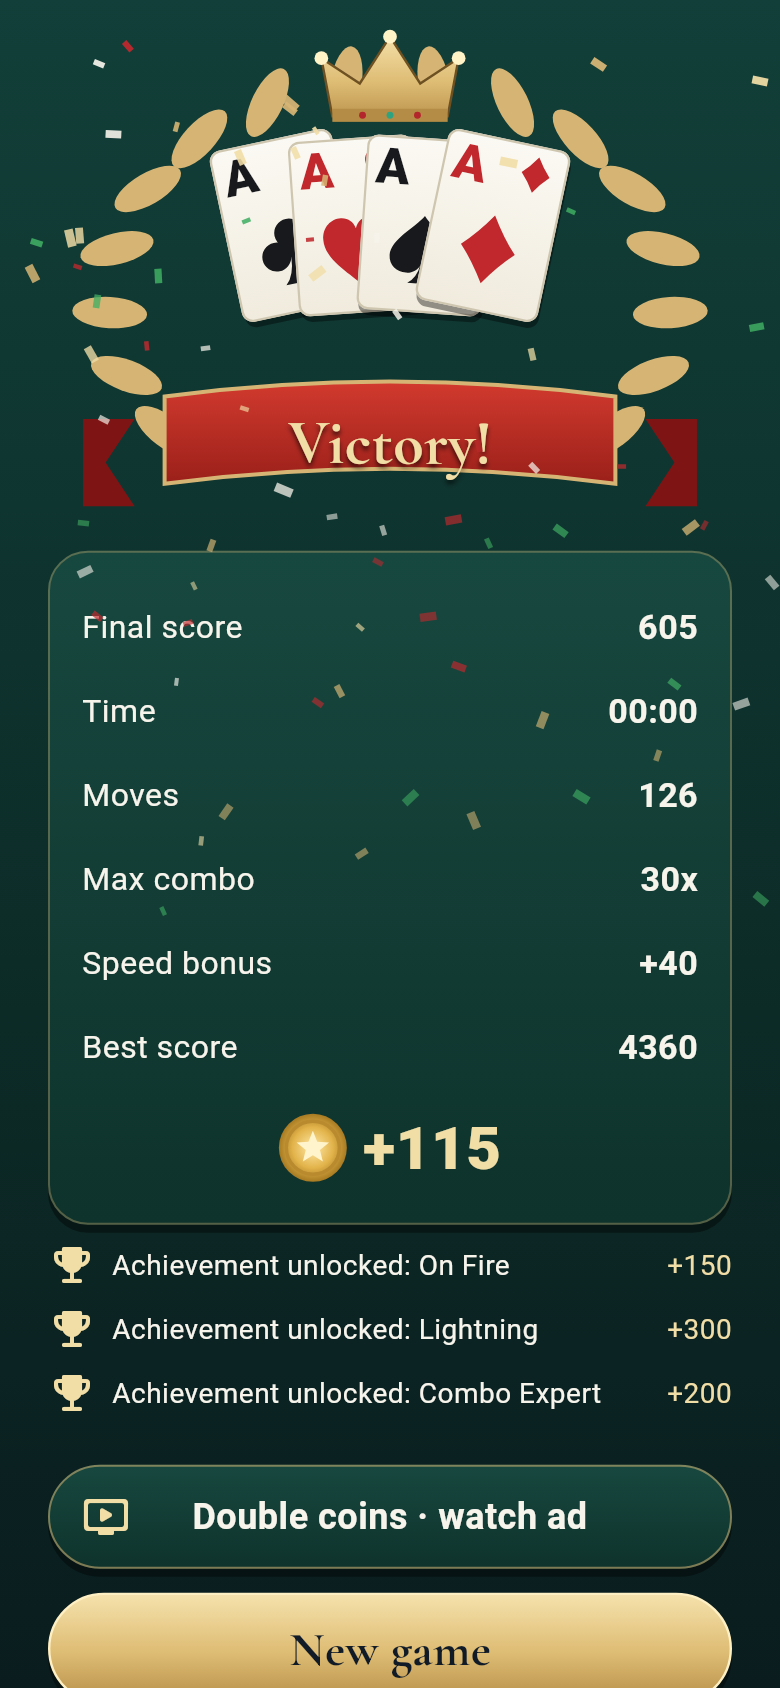 A A A A
Victory!
Final score 605
Time 00:00
Moves 126
Max combo 30x
Speed bonus +40
Best score 4360
+115
Achievement unlocked: On Fire +150
Achievement unlocked: Lightning +300
Achievement unlocked: Combo Expert +200
Double coins · watch ad
New game